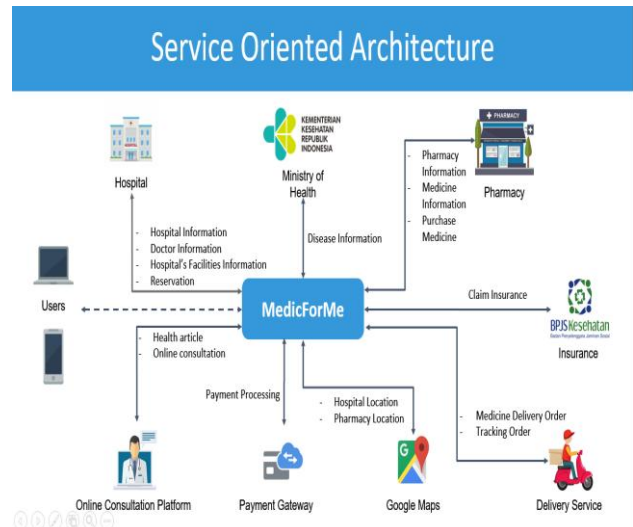 Service Oriented Architecture
KEMENTERIAN
KESEHATAN
REPUBLIK
INDONESIA
PHARMACY
Hospital
Ministry of
Health
- Pharmacy
Information
- Medicine
Information
- Purchase
Medicine
Pharmacy
- Hospital Information
- Doctor Information
- Hospital's Facilities Information
- Reservation
Disease Information
Users
MedicForMe
Claim Insurance
BPJS Kesehatan
Badan Penyelenggara Jaminan Sosial
Insurance
- Health article
- Online consultation
Payment Processing
- Hospital Location
- Pharmacy Location
- Medicine Delivery Order
- Tracking Order
G
Online Consultation Platform
Payment Gateway
Google Maps
Delivery Service